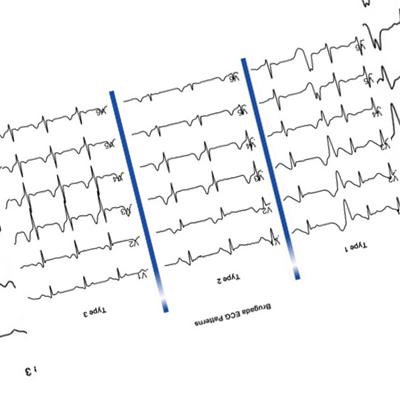 Brugada ECG Patterns
Type 1 Type 2 Type 3
V1 V1 V1
V2 V2 V2
V3 V3 V3
V4 V4 V4
V5 V5 V5
V6 V6 V6